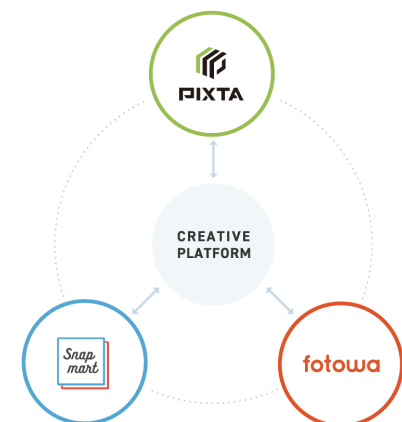 PIXTA
CREATIVE
PLATFORM
Snap
mart
fotowa